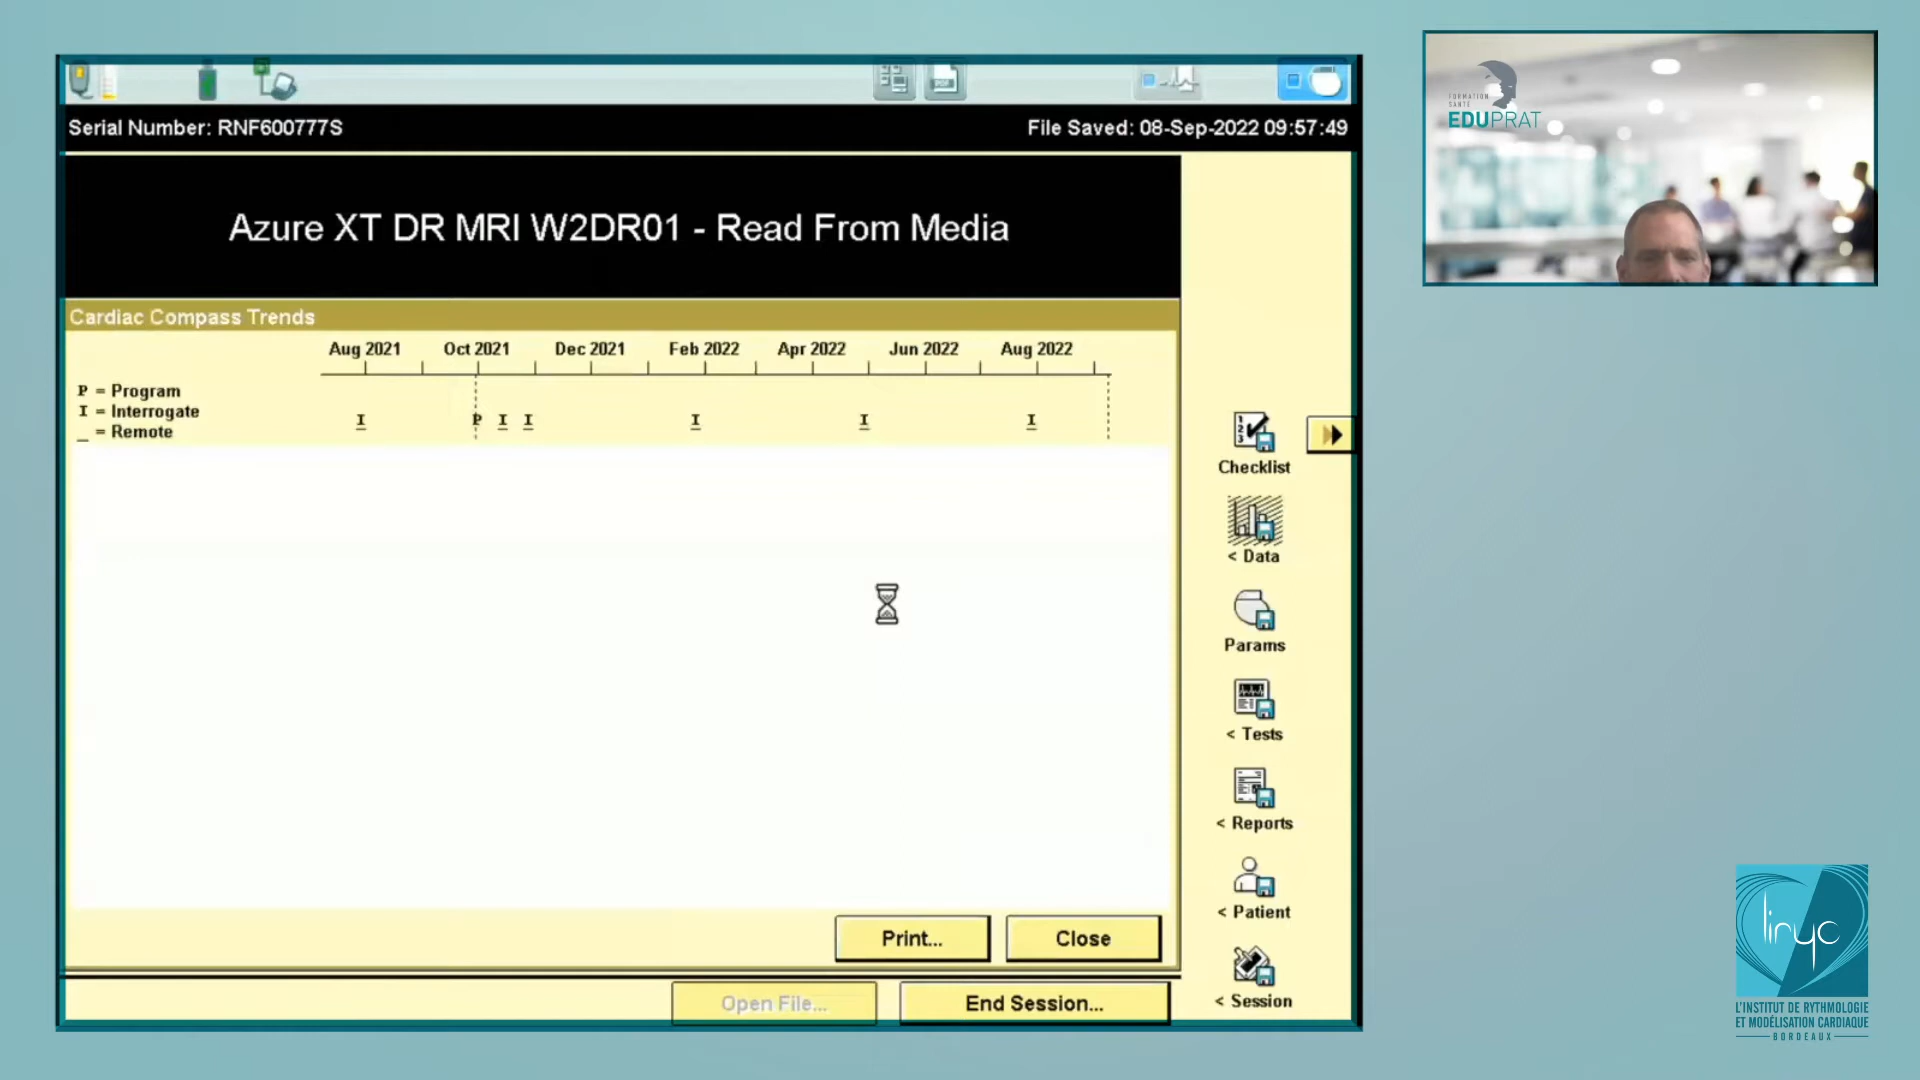 Serial Number: RNF600777S
File Saved: 08-Sep-2022 09:57:49
Azure XT DR MRI W2DR01 - Read From Media
Cardiac Compass Trends
Aug 2021 Oct 2021 Dec 2021 Feb 2022 Apr 2022 Jun 2022 Aug 2022
P = Program
I = Interrogate
_ = Remote
I P I I I I I
Checklist
< Data
Params
< Tests
< Reports
< Patient
< Session
Print...
Close
Open File...
End Session...
FORMATION
SANTÉ
EDUPRAT
liryc
L'INSTITUT DE RYTHMOLOGIE
ET MODÉLISATION CARDIAQUE
BORDEAUX